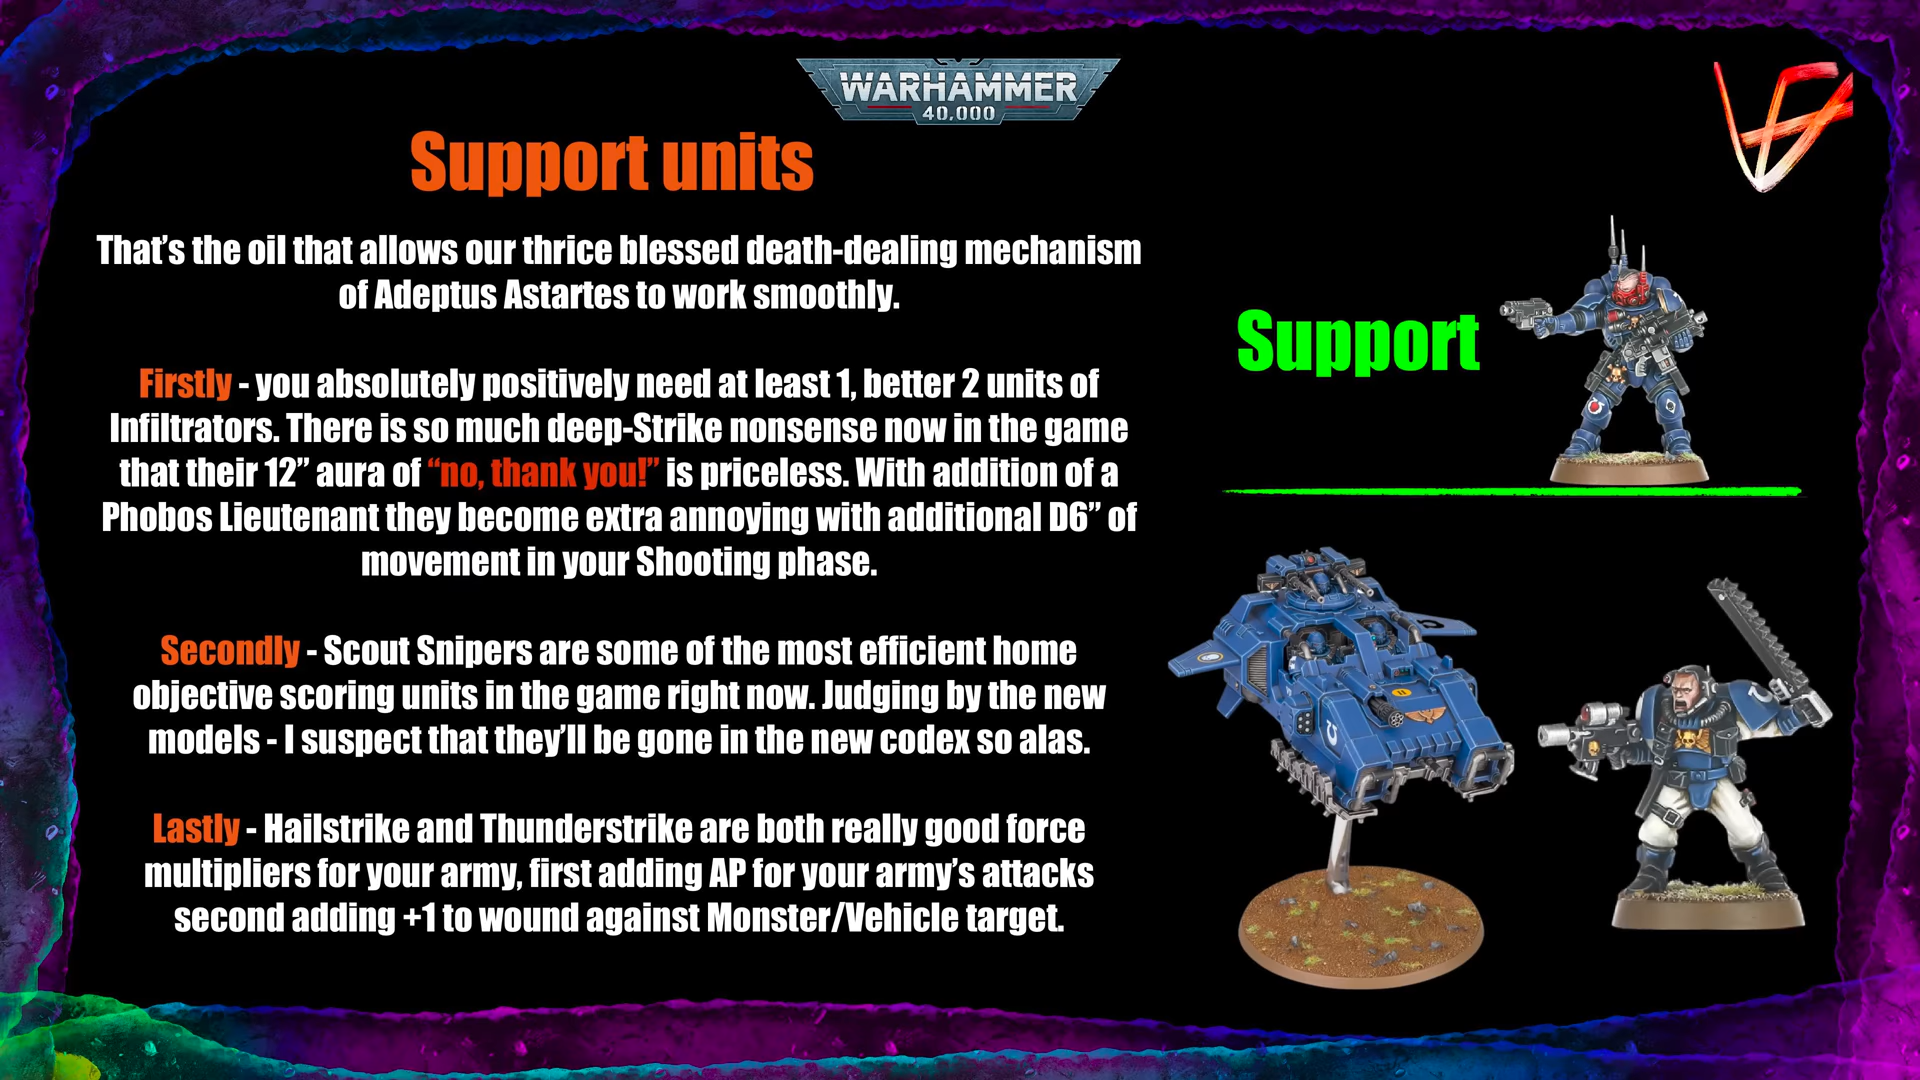 WARHAMMER
40,000
Support units
That’s the oil that allows our thrice blessed death-dealing mechanism
of Adeptus Astartes to work smoothly.
Firstly - you absolutely positively need at least 1, better 2 units of
Infiltrators. There is so much deep-Strike nonsense now in the game
that their 12” aura of “no, thank you!” is priceless. With addition of a
Phobos Lieutenant they become extra annoying with additional D6” of
movement in your Shooting phase.
Secondly - Scout Snipers are some of the most efficient home
objective scoring units in the game right now. Judging by the new
models - I suspect that they’ll be gone in the new codex so alas.
Lastly - Hailstrike and Thunderstrike are both really good force
multipliers for your army, first adding AP for your army’s attacks
second adding +1 to wound against Monster/Vehicle target.
Support